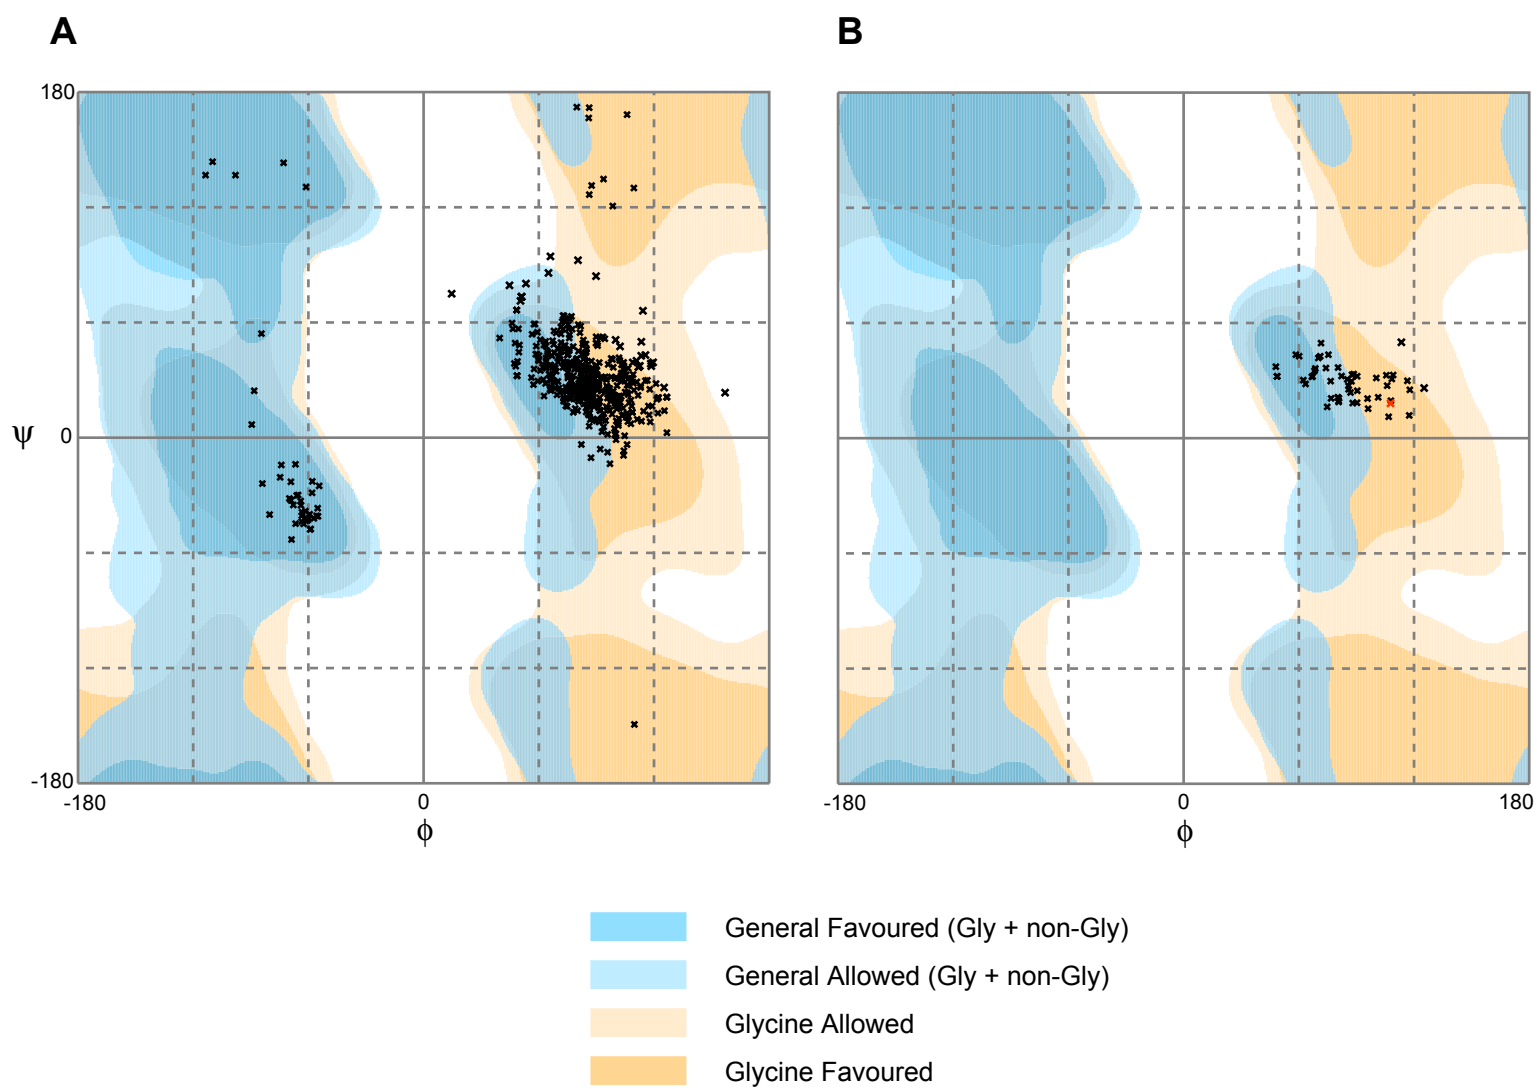 A
B
180
ψ
0
-180
-180
0
ϕ
-180
0
180
ϕ
General Favoured (Gly + non-Gly)
General Allowed (Gly + non-Gly)
Glycine Allowed
Glycine Favoured